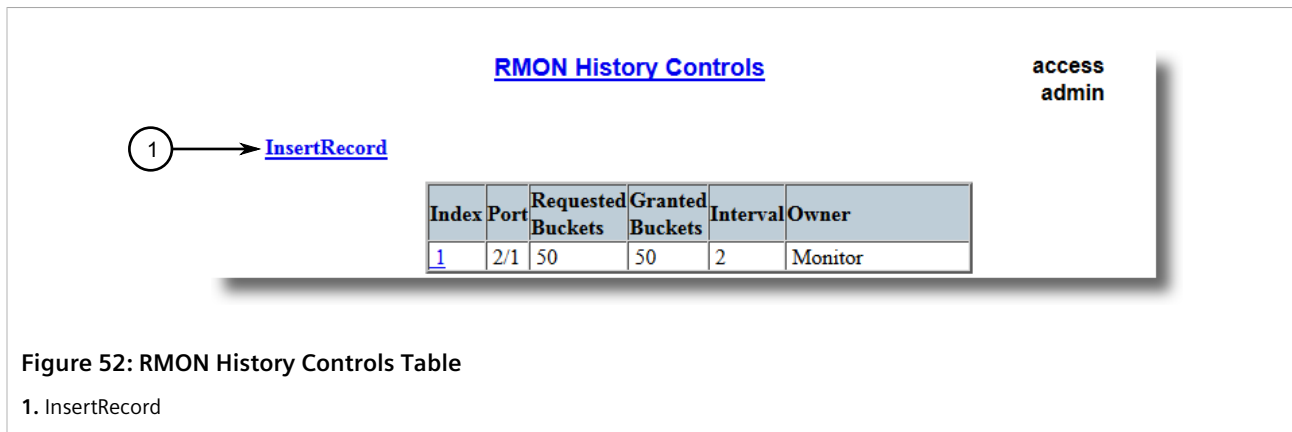 RMON History Controls
access
admin
1
InsertRecord
Index Port Requested Buckets Granted Buckets Interval Owner
1 2/1 50 50 2 Monitor
Figure 52: RMON History Controls Table
1. InsertRecord